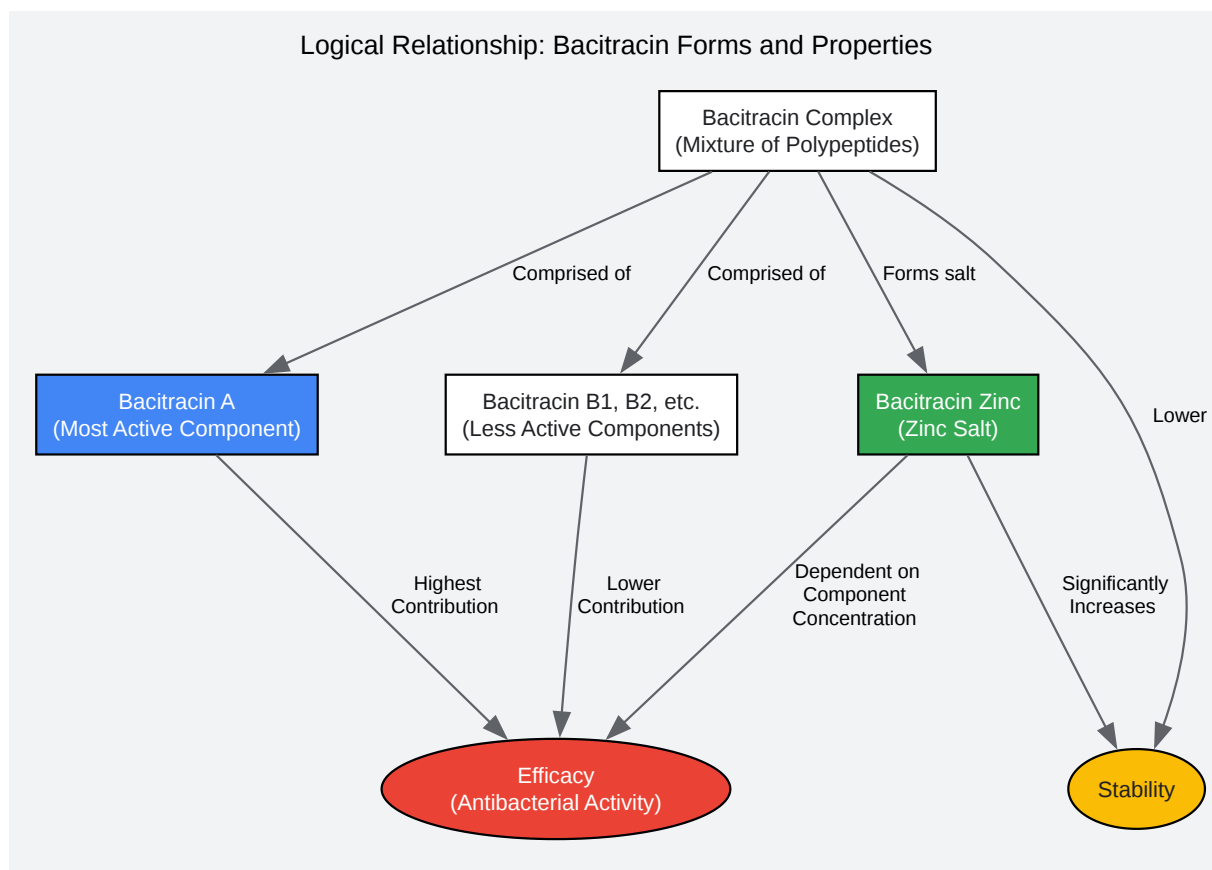 Logical Relationship: Bacitracin Forms and Properties
Bacitracin Complex
(Mixture of Polypeptides)
Comprised of
Comprised of
Forms salt
Bacitracin A
(Most Active Component)
Bacitracin B1, B2, etc.
(Less Active Components)
Bacitracin Zinc
(Zinc Salt)
Lower
Highest
Contribution
Lower
Contribution
Dependent on
Component
Concentration
Significantly
Increases
Efficacy
(Antibacterial Activity)
Stability